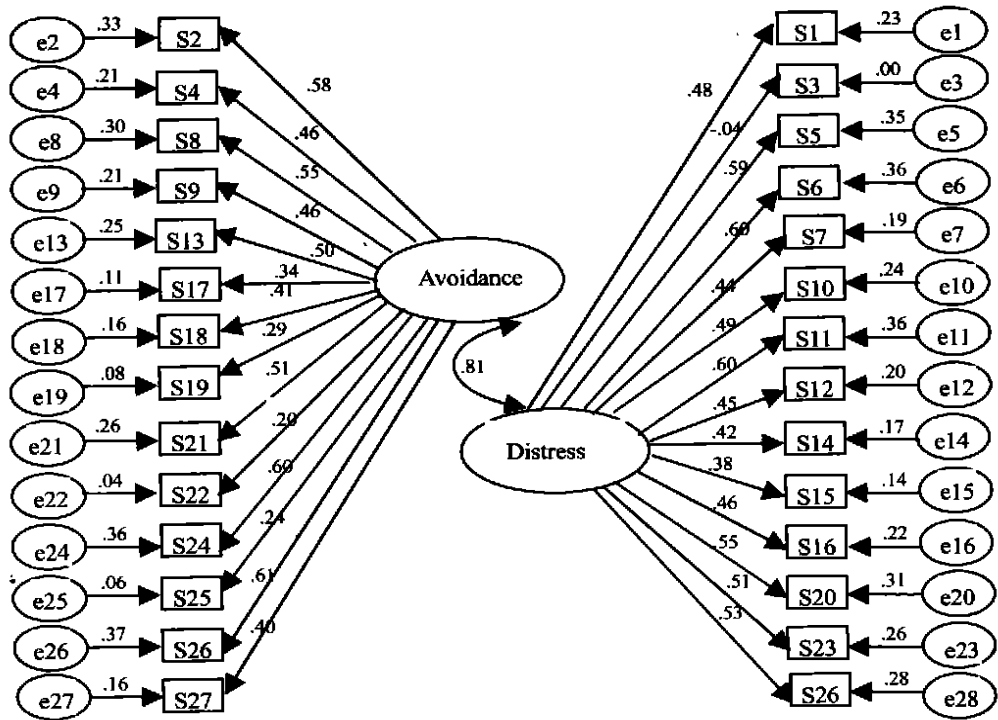 e2 .33 S2 .58 .48 S1 .23 e1
e4 .21 S4 .46 -.04 S3 .00 e3
e8 .30 S8 .55 .59 S5 .35 e5
e9 .21 S9 .46 .60 S6 .36 e6
e13 .25 S13 .50 .44 S7 .19 e7
e17 .11 S17 .34 Avoidance .49 S10 .24 e10
e18 .16 S18 .41 .60 S11 .36 e11
e19 .08 S19 .29 .81 .45 S12 .20 e12
e21 .26 S21 .51 Distress .42 S14 .17 e14
e22 .04 S22 .20 .38 S15 .14 e15
e24 .36 S24 .60 .46 S16 .22 e16
e25 .06 S25 .24 .55 S20 .31 e20
e26 .37 S26 .61 .51 S23 .26 e23
e27 .16 S27 .40 .53 S26 .28 e28